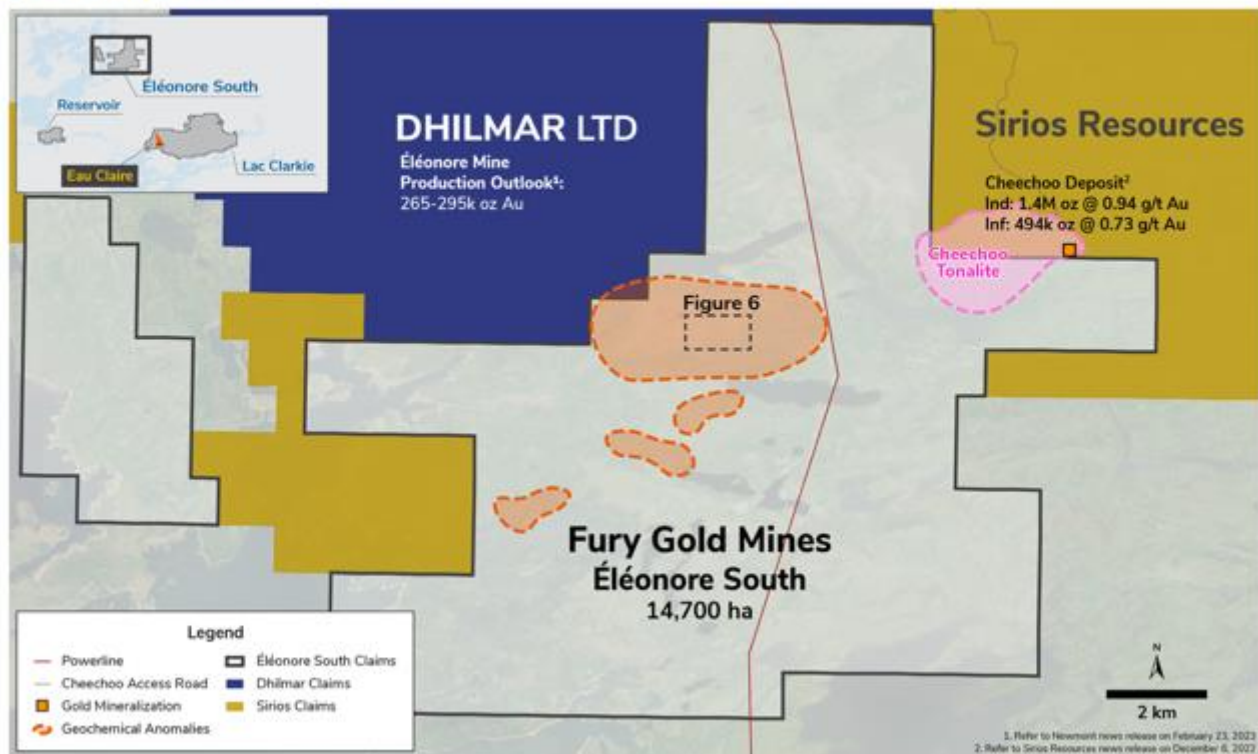 Éléonore South
Reservoir
Eau Claire
Lac Clarkie
DHILMAR LTD
Éléonore Mine
Production Outlook¹:
265-295k oz Au
Sirios Resources
Cheechoo Deposit²
Ind: 1.4M oz @ 0.94 g/t Au
Inf: 494k oz @ 0.73 g/t Au
Cheechoo
Tonalite
Figure 6
Fury Gold Mines
Éléonore South
14,700 ha
Legend
Powerline
Cheechoo Access Road
Gold Mineralization
Geochemical Anomalies
Éléonore South Claims
Dhilmar Claims
Sirios Claims
N
2 km
1. Refer to Newmont news release on February 23, 2023
2. Refer to Sirios Resources news release on December 6,